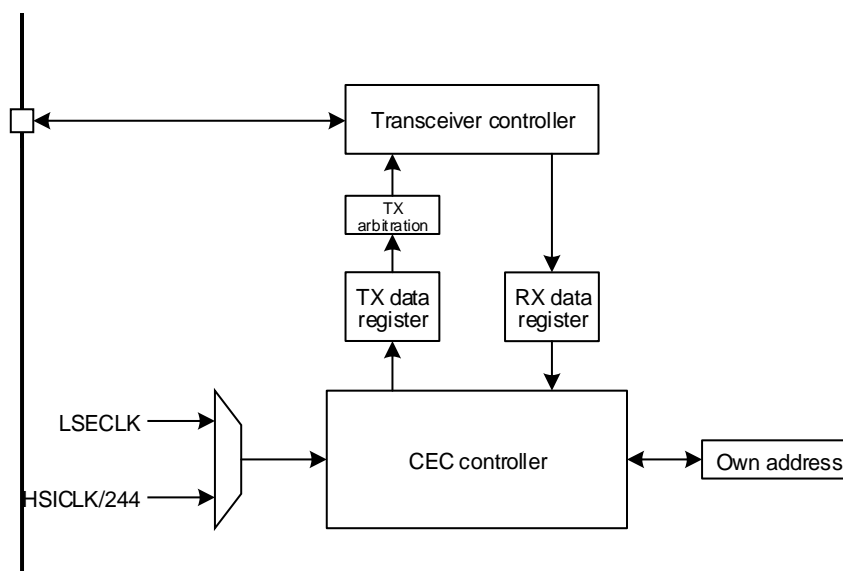 Transceiver controller
TX
arbitration
TX data
register
RX data
register
LSECLK
CEC controller
Own address
HSICLK/244